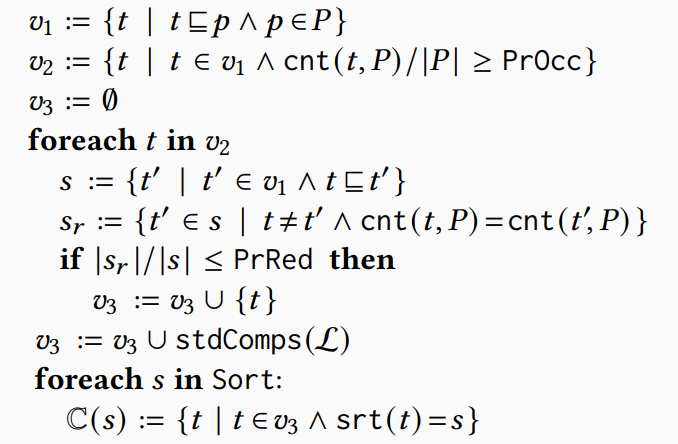 v₁ := {t | t ⊑ p ∧ p ∈ P}
v₂ := {t | t ∈ v₁ ∧ cnt(t, P)/|P| ≥ PrOcc}
v₃ := ∅
foreach t in v₂
s := {t′ | t′ ∈ v₁ ∧ t ⊑ t′}
sᵣ := {t′ ∈ s | t ≠ t′ ∧ cnt(t, P) = cnt(t′, P)}
if |sᵣ|/|s| ≤ PrRed then
v₃ := v₃ ∪ {t}
v₃ := v₃ ∪ stdComps(ℒ)
foreach s in Sort:
ℂ(s) := {t | t ∈ v₃ ∧ srt(t) = s}